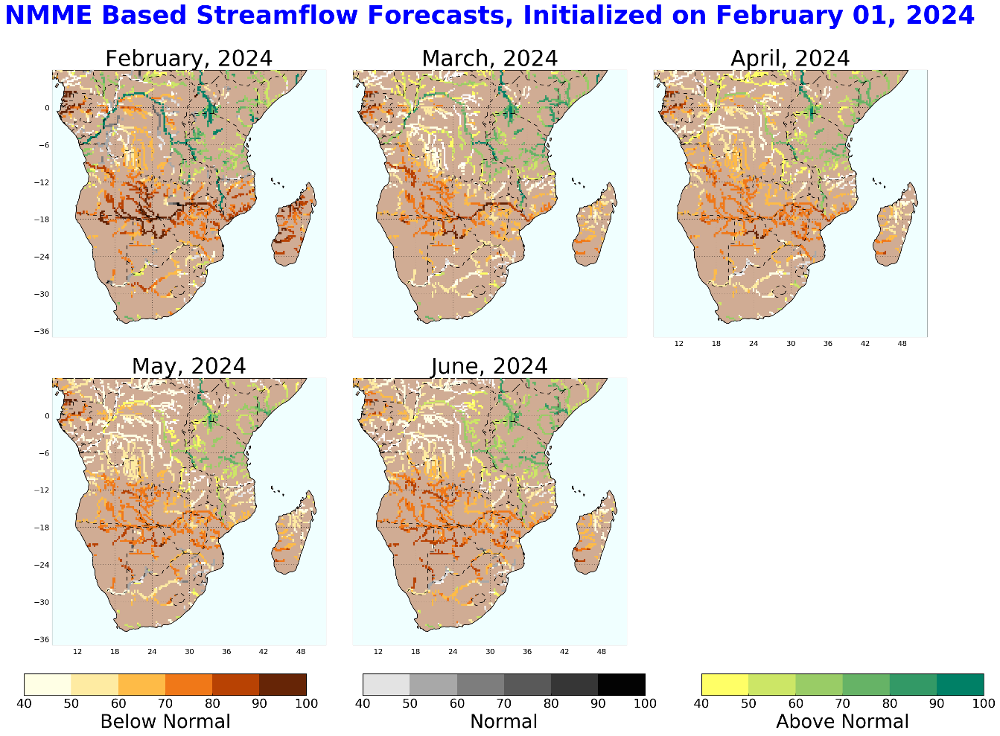 NMME Based Streamflow Forecasts, Initialized on February 01, 2024
February, 2024 March, 2024 April, 2024
0
−6
−12
−18
−24
−30
−36
12 18 24 30 36 42 48
May, 2024 June, 2024
0
−6
−12
−18
−24
−30
−36
12 18 24 30 36 42 48 12 18 24 30 36 42 48
40 50 60 70 80 90 100 40 50 60 70 80 90 100 40 50 60 70 80 90 100
Below Normal Normal Above Normal